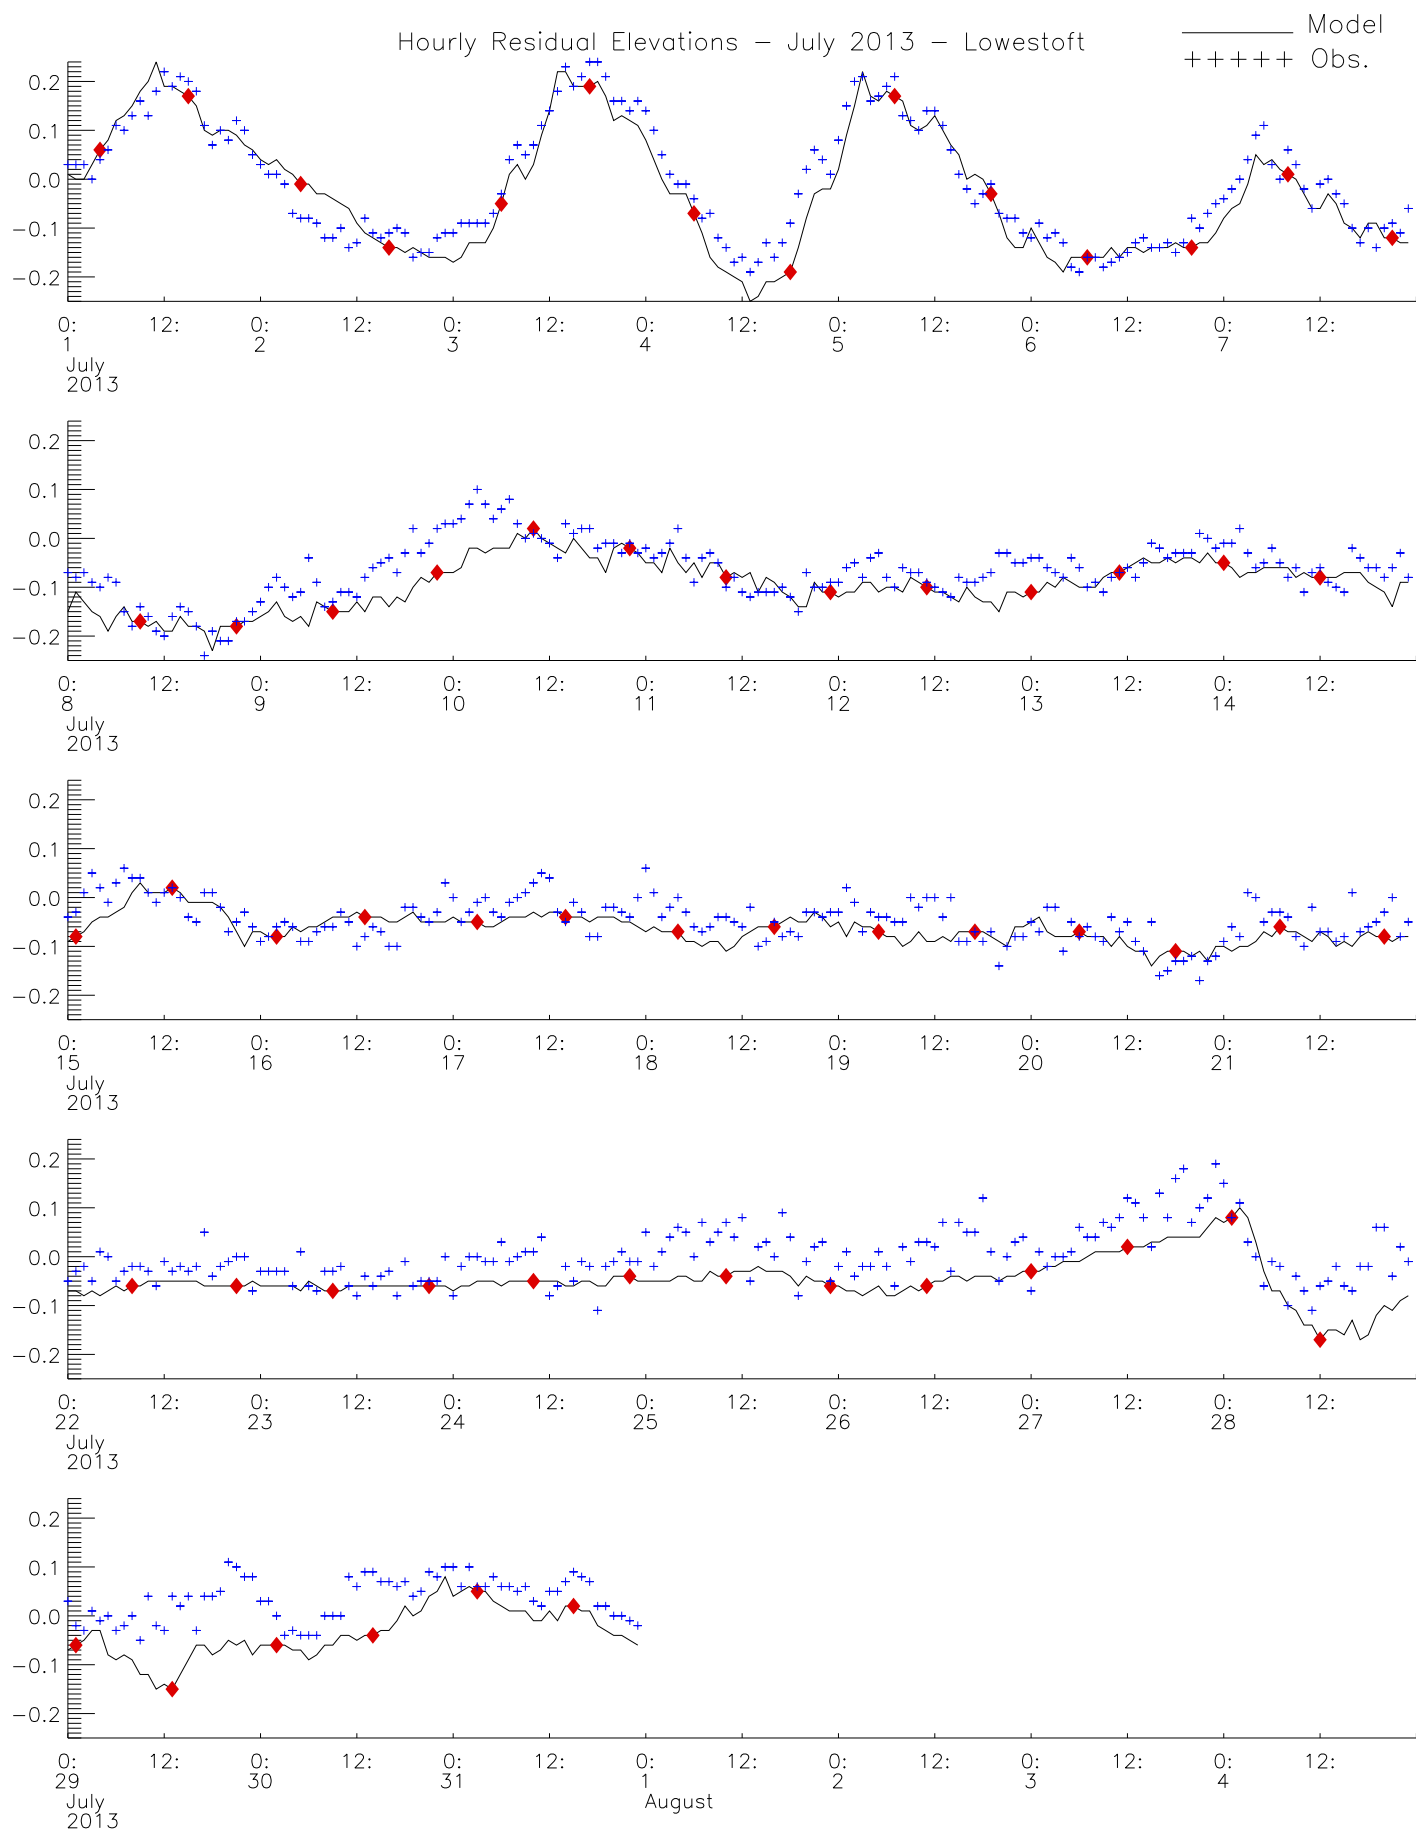 Hourly Residual Elevations – July 2013 – Lowestoft
Model
+++++ Obs.
0.2
0.1
0.0
−0.1
−0.2
0: 12: 0: 12: 0: 12: 0: 12: 0: 12: 0: 12: 0: 12:
1 2 3 4 5 6 7
July
2013
0.2
0.1
0.0
−0.1
−0.2
0: 12: 0: 12: 0: 12: 0: 12: 0: 12: 0: 12: 0: 12:
8 9 10 11 12 13 14
July
2013
0.2
0.1
0.0
−0.1
−0.2
0: 12: 0: 12: 0: 12: 0: 12: 0: 12: 0: 12: 0: 12:
15 16 17 18 19 20 21
July
2013
0.2
0.1
0.0
−0.1
−0.2
0: 12: 0: 12: 0: 12: 0: 12: 0: 12: 0: 12: 0: 12:
22 23 24 25 26 27 28
July
2013
0.2
0.1
0.0
−0.1
−0.2
0: 12: 0: 12: 0: 12: 0: 12: 0: 12: 0: 12: 0: 12:
29 30 31 1 2 3 4
July August
2013